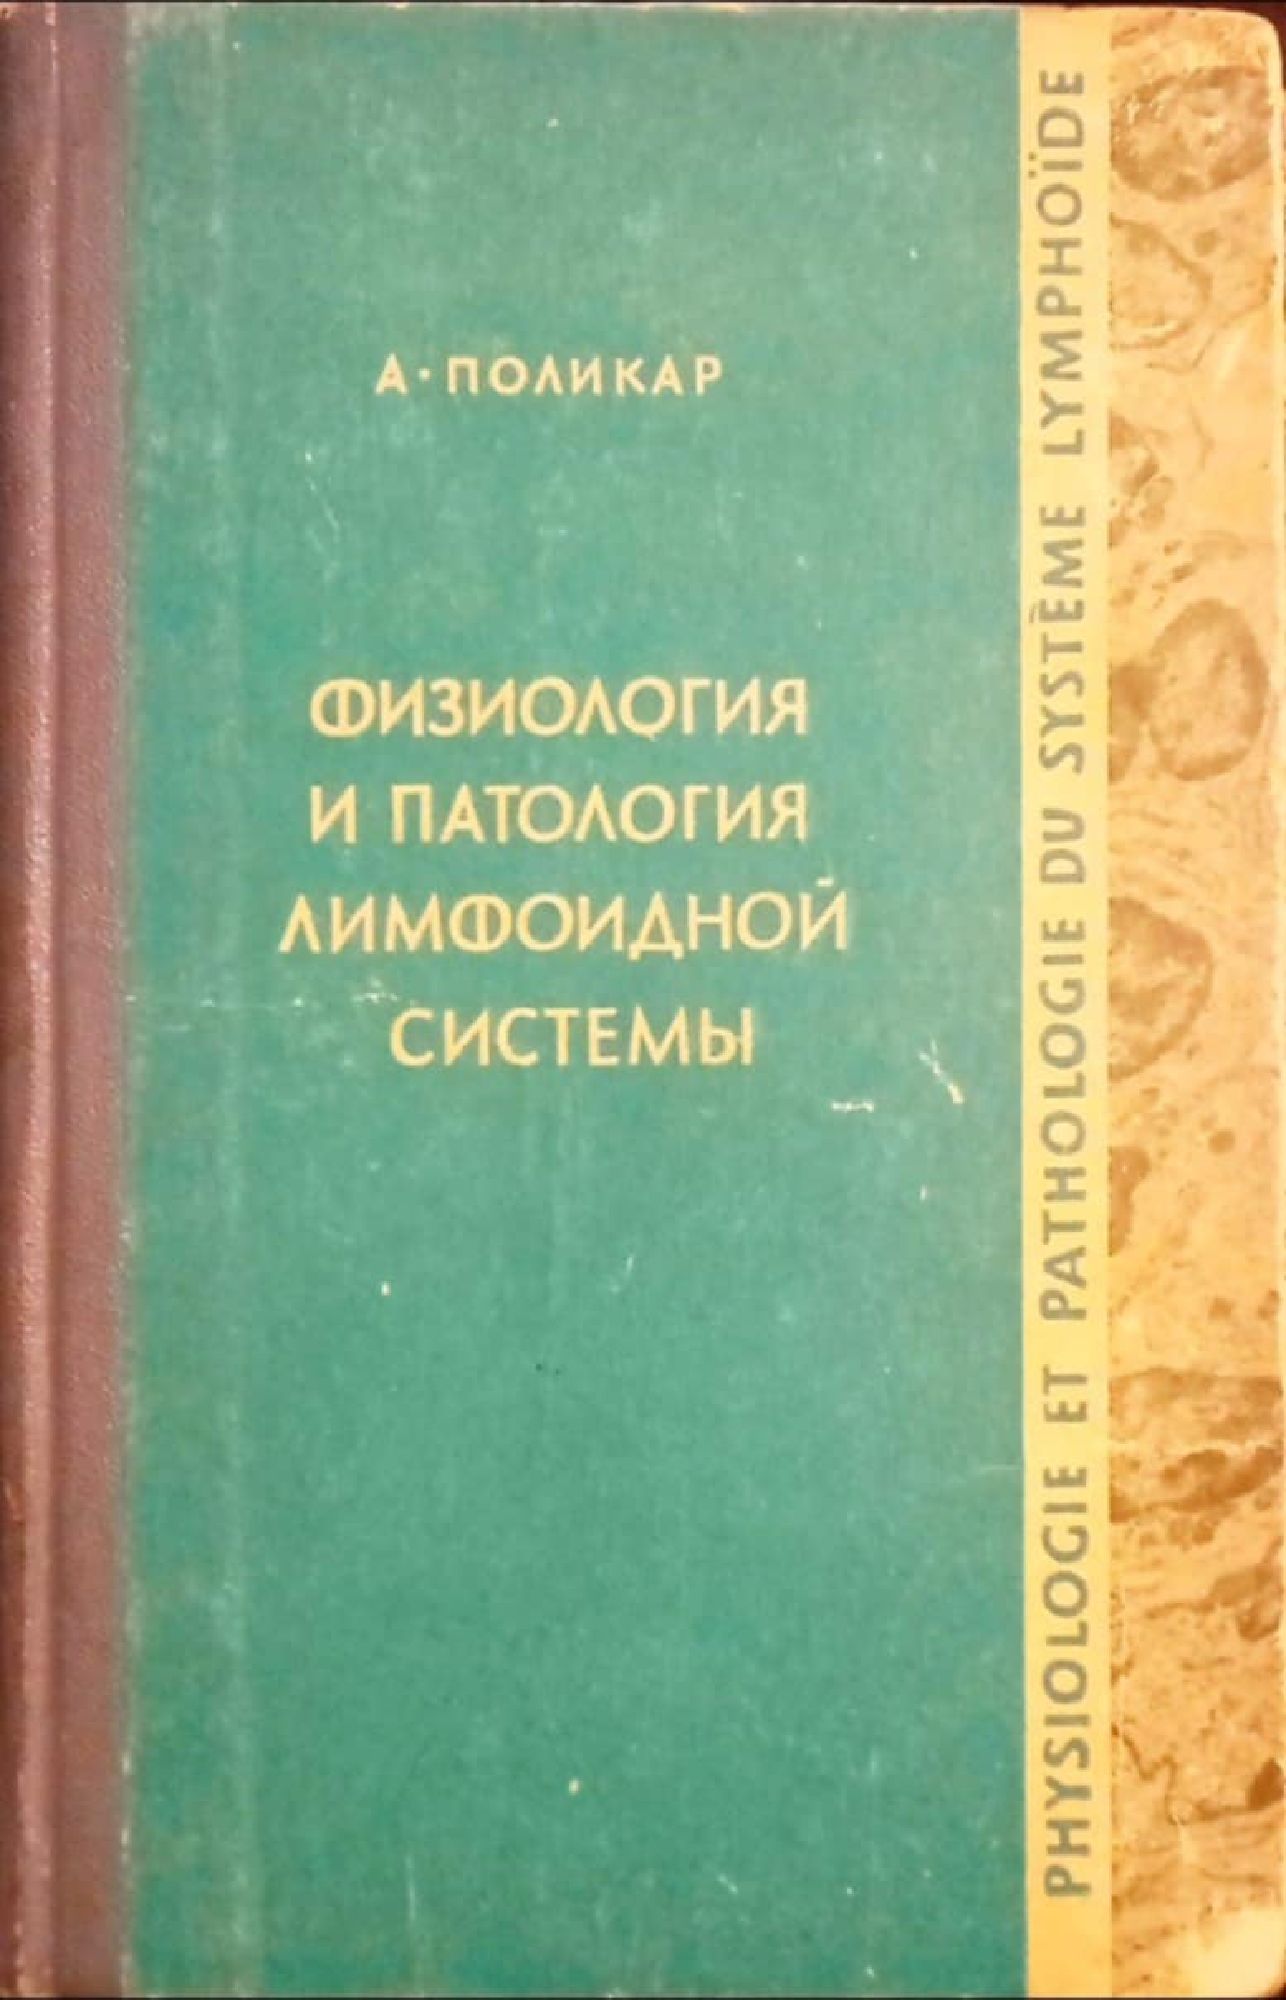 А·ПОЛИКАР
ФИЗИОЛОГИЯ
И ПАТОЛОГИЯ
ЛИМФОИДНОЙ
СИСТЕМЫ
PHYSIOLOGIE ET PATHOLOGIE DU SYSTÈME LYMPHOÏDE